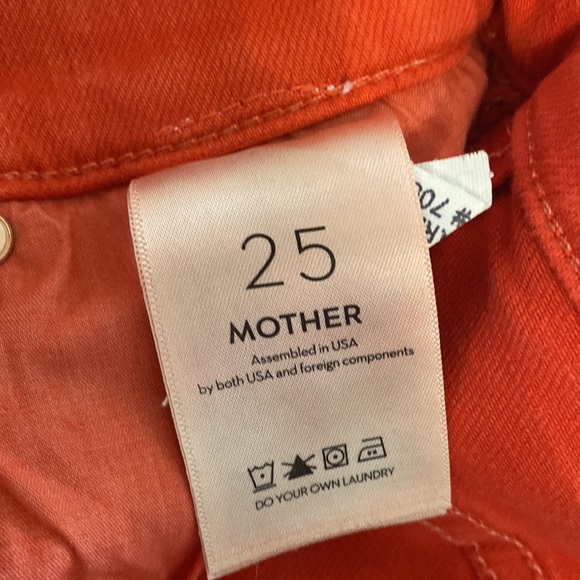 25
MOTHER
Assembled in USA
by both USA and foreign components
DO YOUR OWN LAUNDRY